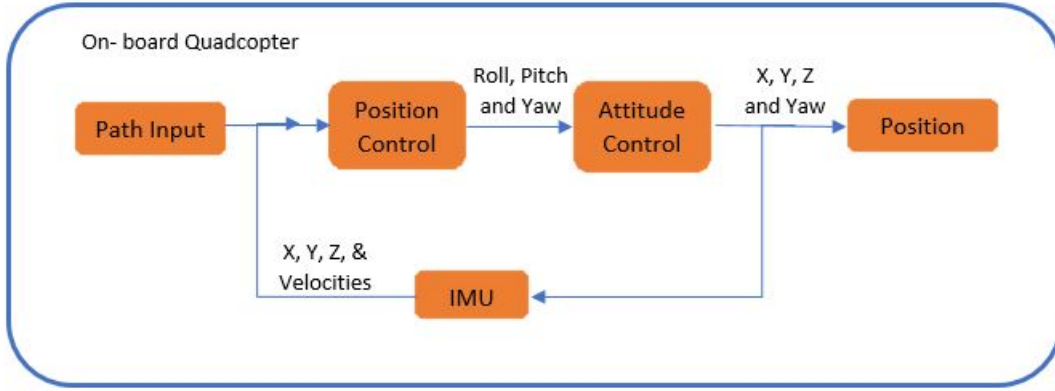 On- board Quadcopter
Path Input
Position
Control
Roll, Pitch
and Yaw
Attitude
Control
X, Y, Z
and Yaw
Position
X, Y, Z, &
Velocities
IMU